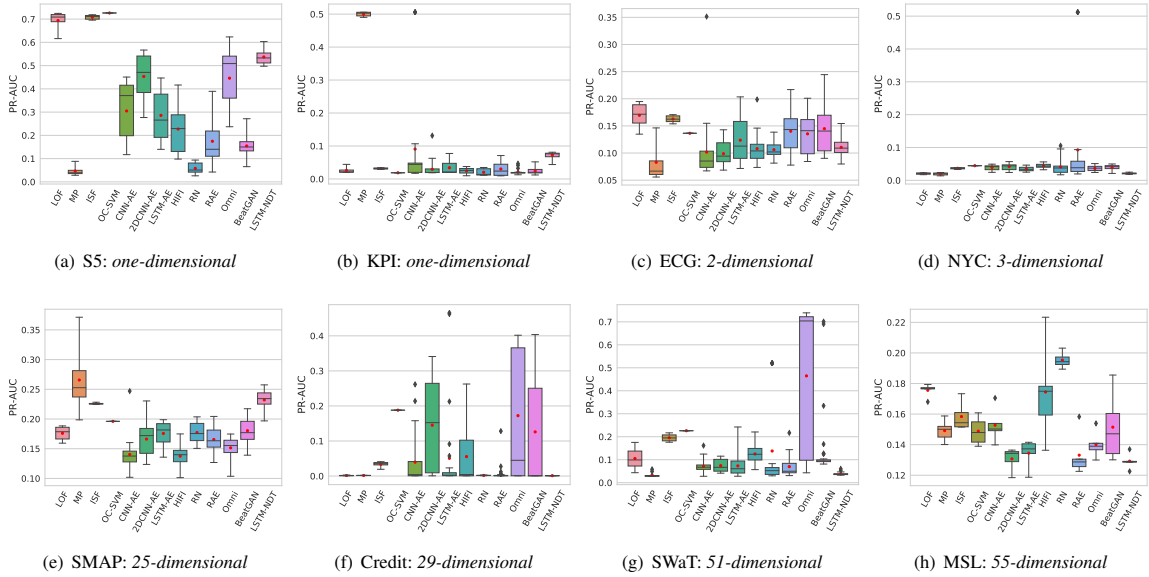 0.7
0.6
0.5
0.4
0.3
0.2
0.1
0.0
PR-AUC
LOF
MP
ISF
OC-SVM
CNN-AE
2DCNN-AE
LSTM-AE
HIFI
RN
RAE
Omni
BeatGAN
LSTM-NDT
(a) S5: one-dimensional
0.5
0.4
0.3
0.2
0.1
0.0
PR-AUC
LOF
MP
ISF
OC-SVM
CNN-AE
2DCNN-AE
LSTM-AE
HIFI
RN
RAE
Omni
BeatGAN
LSTM-NDT
(b) KPI: one-dimensional
0.35
0.30
0.25
0.20
0.15
0.10
0.05
PR-AUC
LOF
MP
ISF
OC-SVM
CNN-AE
2DCNN-AE
LSTM-AE
HIFI
RN
RAE
Omni
BeatGAN
LSTM-NDT
(c) ECG: 2-dimensional
0.5
0.4
0.3
0.2
0.1
0.0
PR-AUC
LOF
MP
ISF
OC-SVM
CNN-AE
2DCNN-AE
LSTM-AE
HIFI
RN
RAE
Omni
BeatGAN
LSTM-NDT
(d) NYC: 3-dimensional
0.35
0.30
0.25
0.20
0.15
0.10
PR-AUC
LOF
MP
ISF
OC-SVM
CNN-AE
2DCNN-AE
LSTM-AE
HIFI
RN
RAE
Omni
BeatGAN
LSTM-NDT
(e) SMAP: 25-dimensional
0.4
0.3
0.2
0.1
0.0
PR-AUC
LOF
MP
ISF
OC-SVM
CNN-AE
2DCNN-AE
LSTM-AE
HIFI
RN
RAE
Omni
BeatGAN
LSTM-NDT
(f) Credit: 29-dimensional
0.7
0.6
0.5
0.4
0.3
0.2
0.1
0.0
PR-AUC
LOF
MP
ISF
OC-SVM
CNN-AE
2DCNN-AE
LSTM-AE
HIFI
RN
RAE
Omni
BeatGAN
LSTM-NDT
(g) SWaT: 51-dimensional
0.22
0.20
0.18
0.16
0.14
0.12
PR-AUC
LOF
MP
ISF
OC-SVM
CNN-AE
2DCNN-AE
LSTM-AE
HIFI
RN
RAE
Omni
BeatGAN
LSTM-NDT
(h) MSL: 55-dimensional